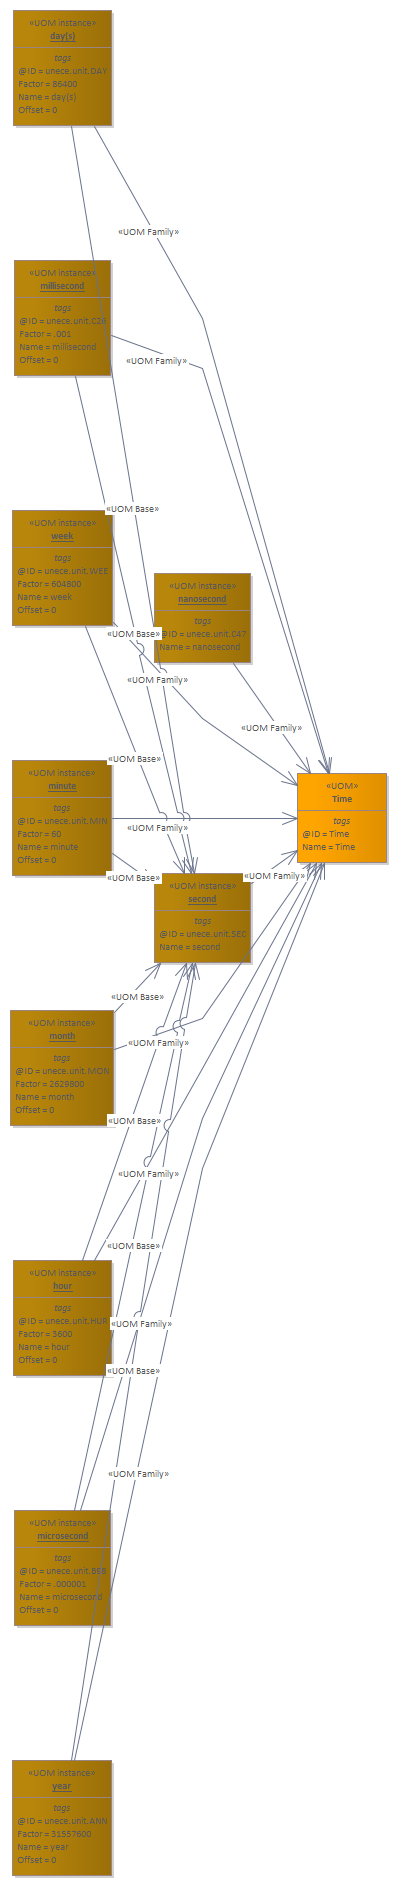 «UOM instance»
day(s)
tags
@ID = unece.unit.DAY
Factor = 86400
Name = day(s)
Offset = 0
«UOM Family»
«UOM instance»
millisecond
tags
@ID = unece.unit.C26
Factor = .001
Name = millisecond
Offset = 0
«UOM Family»
«UOM Base»
«UOM instance»
week
tags
@ID = unece.unit.WEE
Factor = 604800
Name = week
Offset = 0
«UOM instance»
nanosecond
tags
@ID = unece.unit.C47
Name = nanosecond
«UOM Base»
«UOM Family»
«UOM Family»
«UOM Base»
«UOM instance»
minute
tags
@ID = unece.unit.MIN
Factor = 60
Name = minute
Offset = 0
«UOM»
Time
tags
@ID = Time
Name = Time
«UOM Family»
«UOM Base»
«UOM Family»
«UOM instance»
second
tags
@ID = unece.unit.SEC
Name = second
«UOM Base»
«UOM instance»
month
tags
@ID = unece.unit.MON
Factor = 2629800
Name = month
Offset = 0
«UOM Family»
«UOM Base»
«UOM Family»
«UOM Base»
«UOM instance»
hour
tags
@ID = unece.unit.HUR
Factor = 3600
Name = hour
Offset = 0
«UOM Family»
«UOM Base»
«UOM Family»
«UOM instance»
microsecond
tags
@ID = unece.unit.B98
Factor = .000001
Name = microsecond
Offset = 0
«UOM instance»
year
tags
@ID = unece.unit.ANN
Factor = 31557600
Name = year
Offset = 0